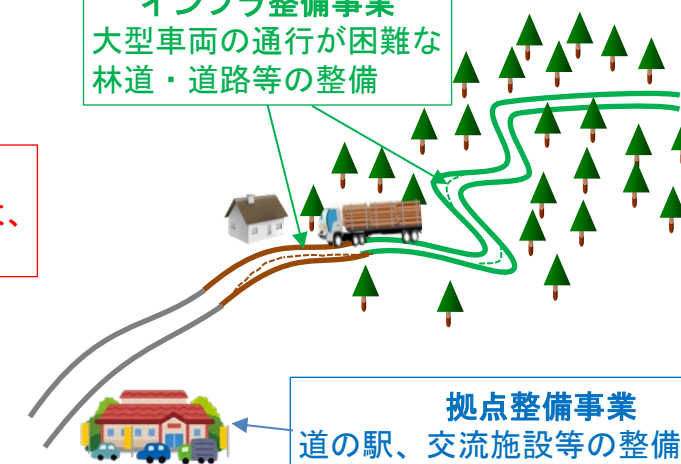 インフラ整備事業
大型車両の通行が困難な
林道・道路等の整備
、
拠点整備事業
道の駅、交流施設等の整備